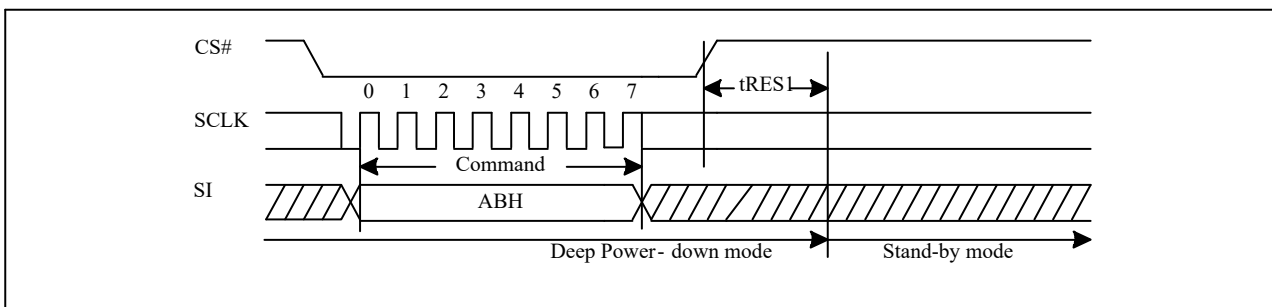 CS#
tRES1
0 1 2 3 4 5 6 7
SCLK
Command
SI
ABH
Deep Power- down mode
Stand-by mode